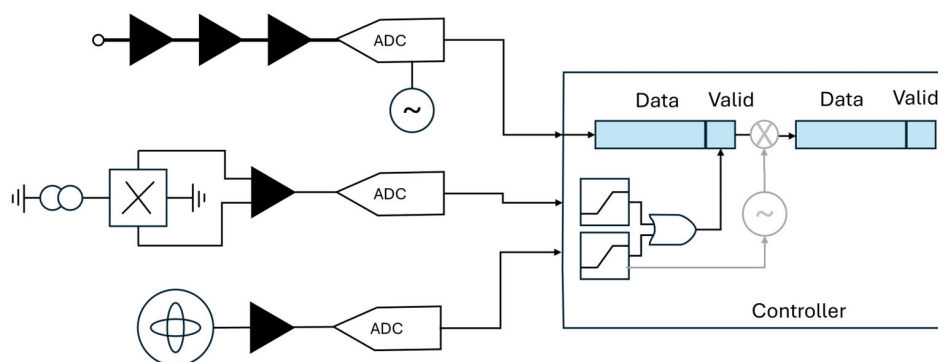 ADC
~
Data Valid Data Valid
ADC
~
ADC
Controller